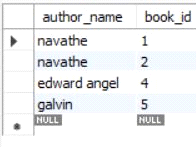 author_name book_id
navathe 1
navathe 2
edward angel 4
galvin 5
NULL NULL